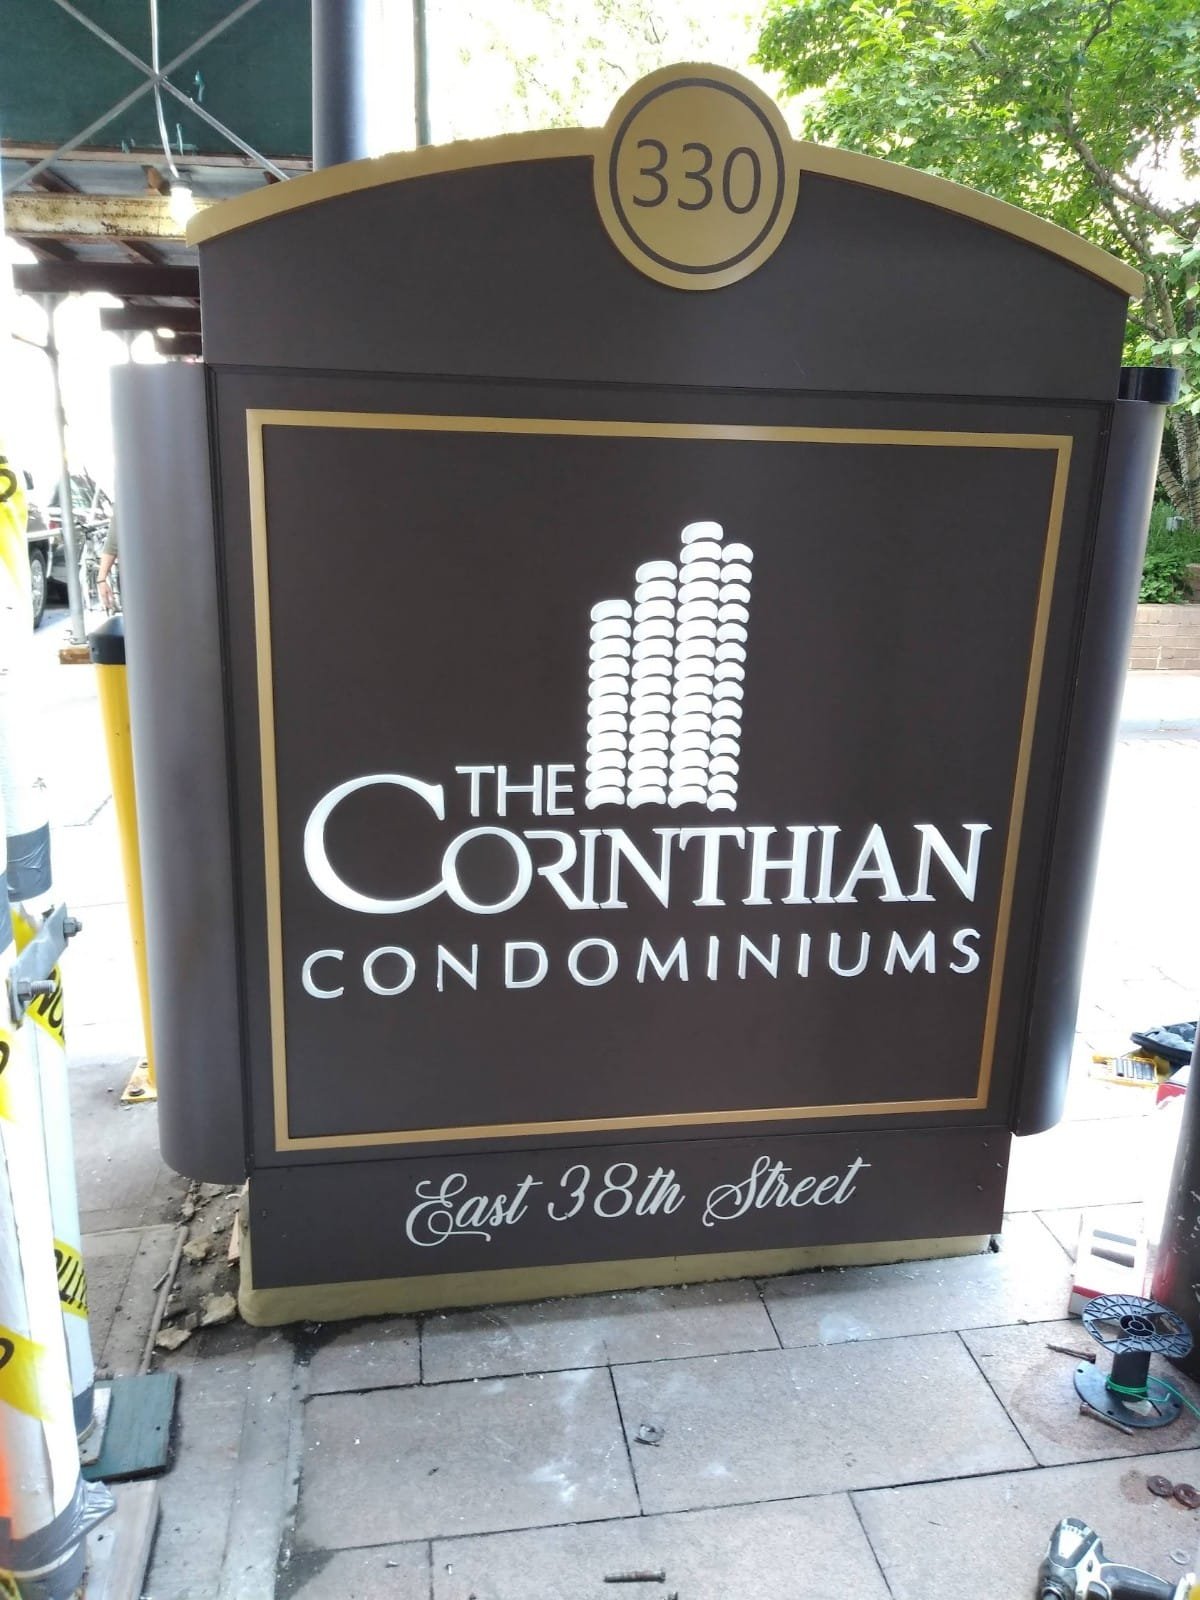 330
THE
CORINTHIAN
CONDOMINIUMS
East 38th Street